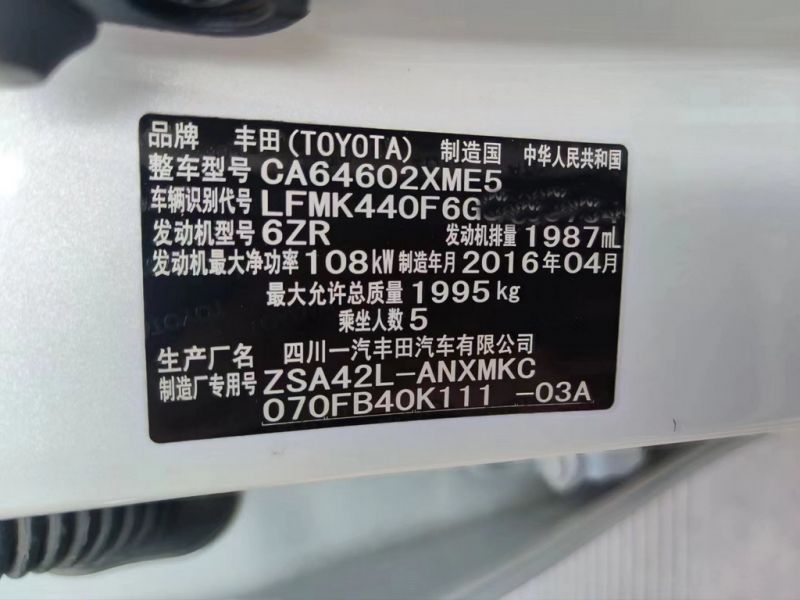 品牌 丰田(TOYOTA) 制造国 中华人民共和国
整车型号 CA64602XME5
车辆识别代号 LFMK440F6G
发动机型号 6ZR 发动机排量 1987mL
发动机最大净功率 108kW 制造年月 2016年04月
最大允许总质量 1995kg
乘坐人数 5
生产厂名 四川一汽丰田汽车有限公司
制造厂专用号 ZSA42L-ANXMKC
070FB40K111 -03A